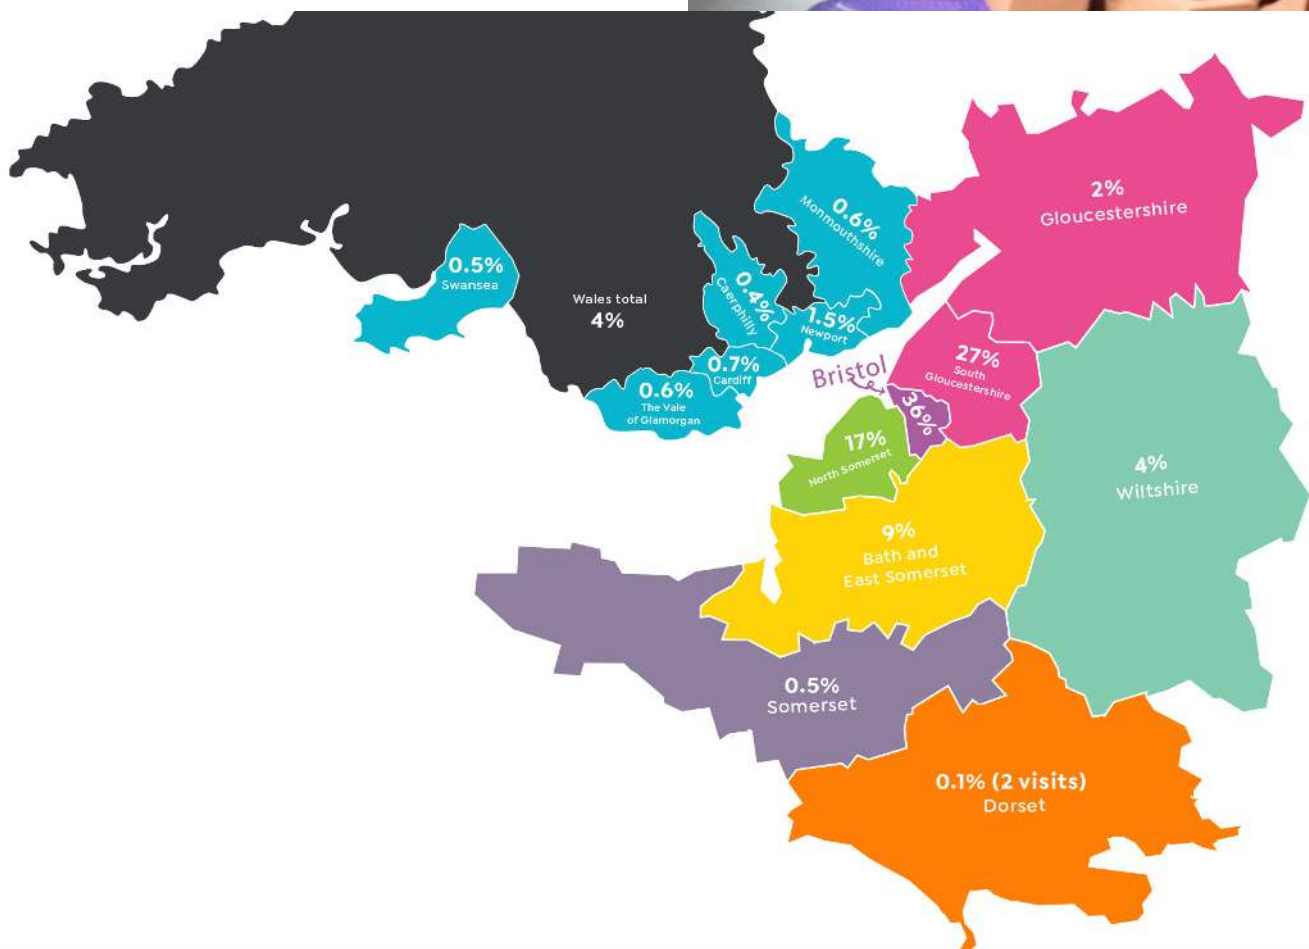 2%
Gloucestershire
0.6%
Monmouthshire
0.5%
Swansea
0.4%
Caerphilly
Wales total
4%
1.5%
Newport
0.7%
Cardiff
0.6%
The Vale
of Glamorgan
27%
South
Gloucestershire
Bristol
36%
17%
North Somerset
4%
Wiltshire
9%
Bath and
East Somerset
0.5%
Somerset
0.1% (2 visits)
Dorset